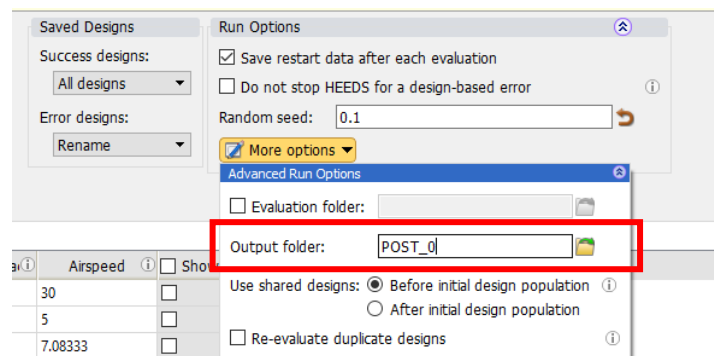 Saved Designs
Run Options
Success designs:
All designs
Error designs:
Rename
Save restart data after each evaluation
Do not stop HEEDS for a design-based error
Random seed: 0.1
More options
Advanced Run Options
Evaluation folder:
Output folder: POST_0
Use shared designs: Before initial design population
After initial design population
Re-evaluate duplicate designs
Airspeed
30
5
7.08333